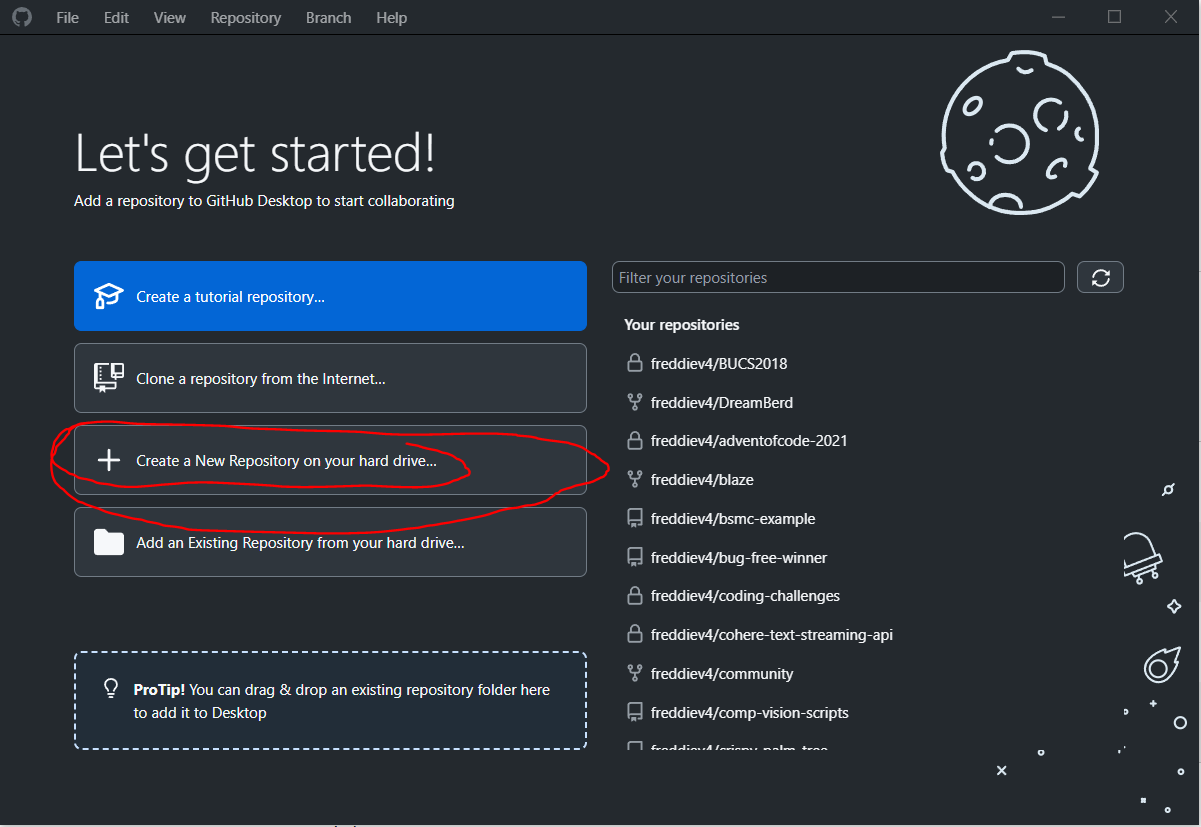 File Edit View Repository Branch Help
Let's get started!
Add a repository to GitHub Desktop to start collaborating
Create a tutorial repository...
Clone a repository from the Internet...
Create a New Repository on your hard drive...
Add an Existing Repository from your hard drive...
ProTip! You can drag & drop an existing repository folder here
to add it to Desktop
Filter your repositories
Your repositories
freddiev4/BUCS2018
freddiev4/DreamBerd
freddiev4/adventofcode-2021
freddiev4/blaze
freddiev4/bsmc-example
freddiev4/bug-free-winner
freddiev4/coding-challenges
freddiev4/cohere-text-streaming-api
freddiev4/community
freddiev4/comp-vision-scripts
freddiev4/crispy-palm-tree